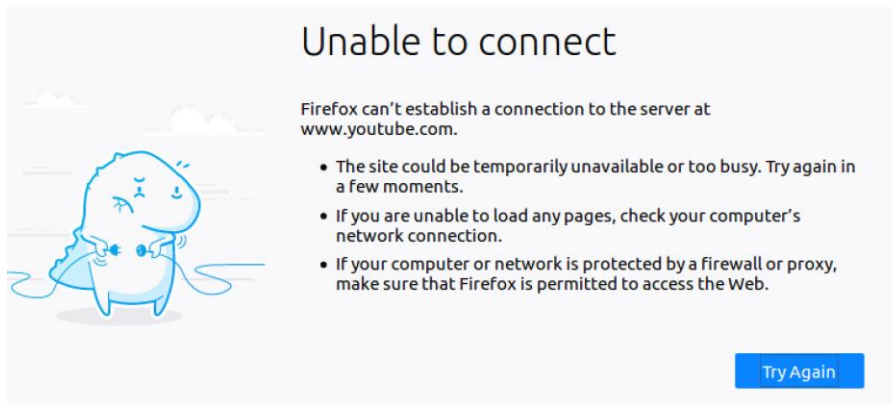 Unable to connect
Firefox can’t establish a connection to the server at
www.youtube.com.
• The site could be temporarily unavailable or too busy. Try again in
a few moments.
• If you are unable to load any pages, check your computer’s
network connection.
• If your computer or network is protected by a firewall or proxy,
make sure that Firefox is permitted to access the Web.
Try Again